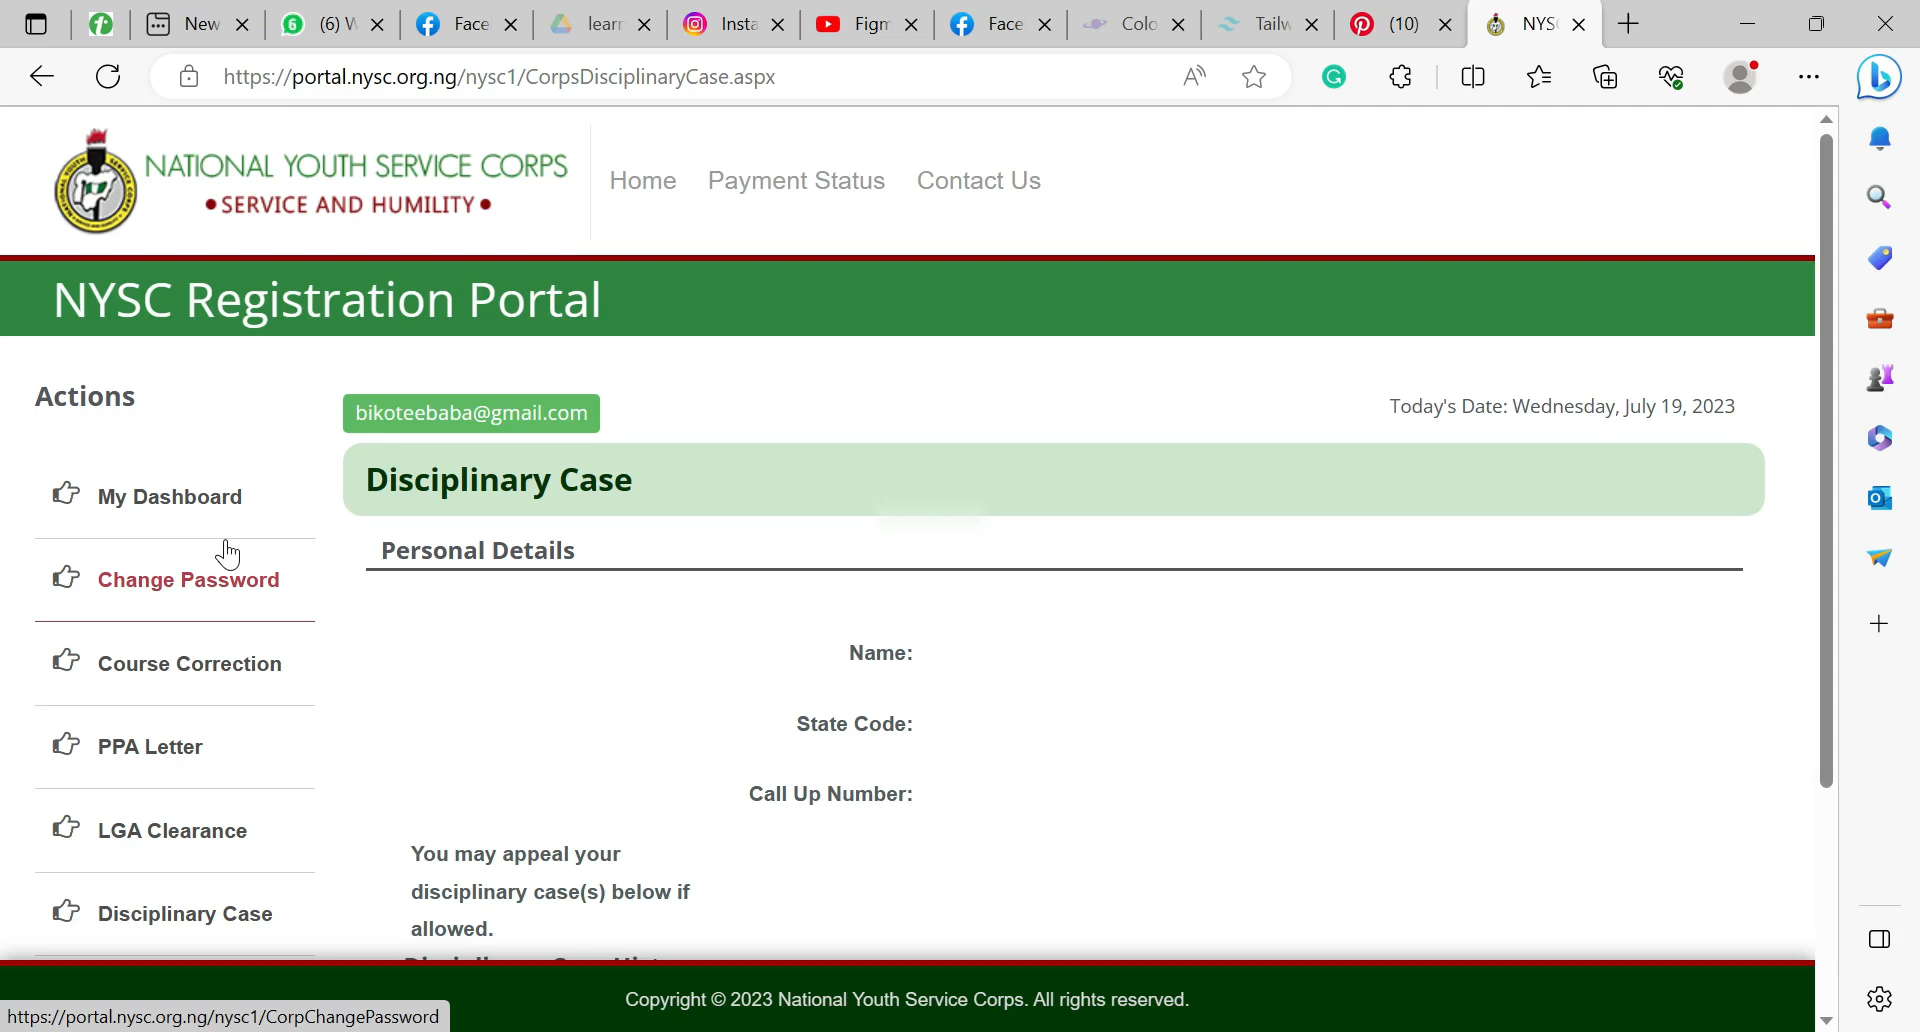 New
(6) W
Face
learn
Insta
Figm
Face
Colo
Tailw
(10)
NYS
https://portal.nysc.org.ng/nysc1/CorpsDisciplinaryCase.aspx
NATIONAL YOUTH SERVICE CORPS
•SERVICE AND HUMILITY•
Home Payment Status Contact Us
NYSC Registration Portal
Actions
bikoteebaba@gmail.com
Today's Date: Wednesday, July 19, 2023
Disciplinary Case
My Dashboard
Personal Details
Change Password
Name:
Course Correction
State Code:
PPA Letter
Call Up Number:
LGA Clearance
You may appeal your
disciplinary case(s) below if
allowed.
Disciplinary Case
Copyright © 2023 National Youth Service Corps. All rights reserved.
https://portal.nysc.org.ng/nysc1/CorpChangePassword